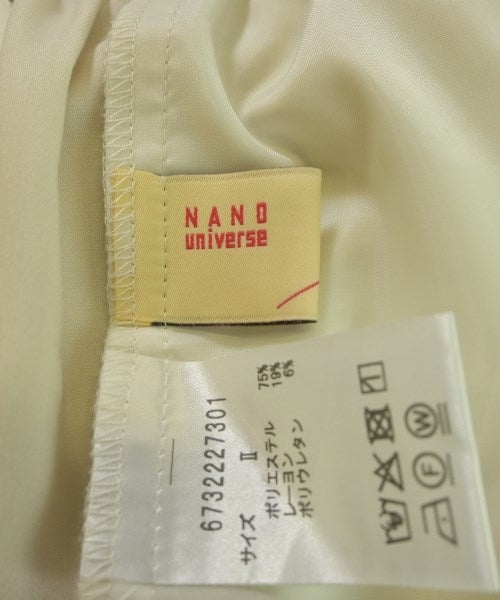 NANO
universe
6732227301
サイズ Ⅱ
ポリエステル 75%
レーヨン 19%
ポリウレタン 6%
F W